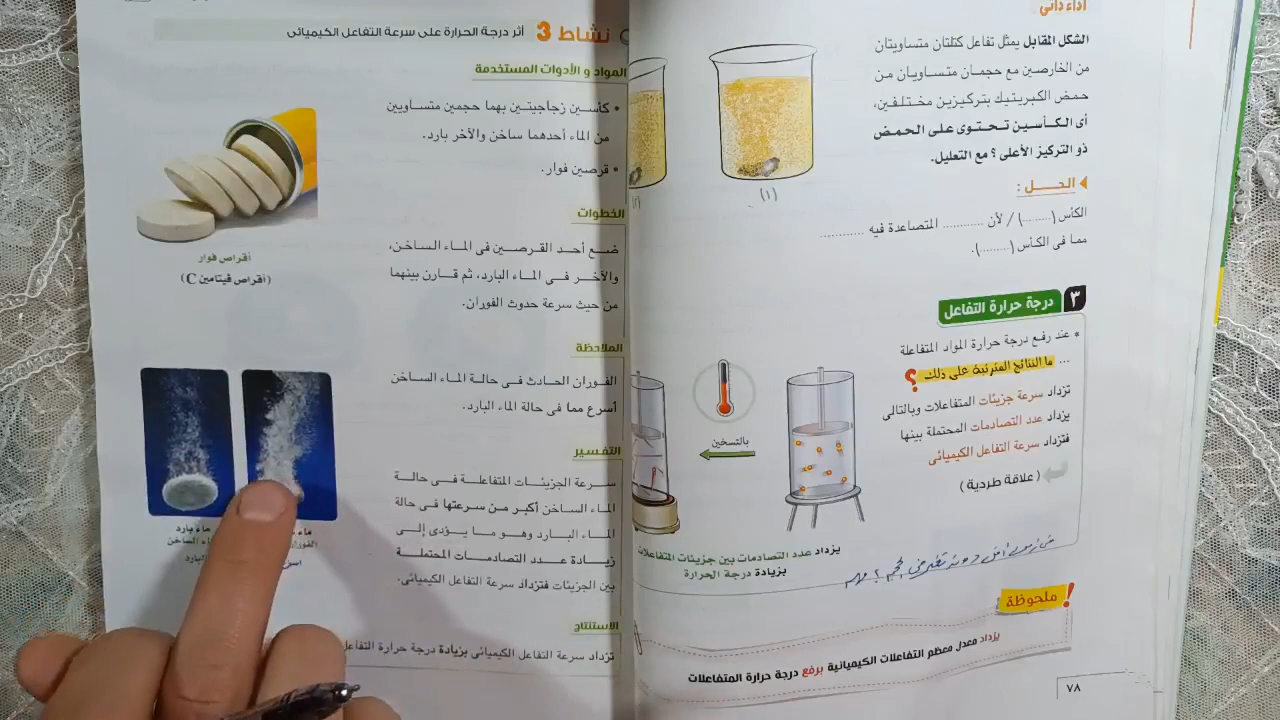 أداء ذاتى
الشكل المقابل يمثل تفاعل كتلتان متساويتان
من الخارصين مع حجمان متساويان من
حمض الكبريتيك بتركيزين مختلفين،
أى الكأسين تحتوى على الحمض
ذو التركيز الأعلى ؟ مع التعليل.
(١)
(٢)
الحـــل :
الكأس (........) / لأن ........... المتصاعدة فيه ...........
مما فى الكأس (........).
٣ درجة حرارة التفاعل
* عند رفع درجة حرارة المواد المتفاعلة
... ما النتائج المترتبة على ذلك ؟
تزداد سرعة جزيئات المتفاعلات وبالتالى
يزداد عدد التصادمات المحتملة بينها
فتزداد سرعة التفاعل الكيميائى
(علاقة طردية)
بالتسخين
يزداد عدد التصادمات بين جزيئات المتفاعلات
بزيادة درجة الحرارة
ملحوظة !
يزداد معدل معظم التفاعلات الكيميائية برفع درجة حرارة المتفاعلات
٧٨
نشاط 3 أثر درجة الحرارة على سرعة التفاعل الكيميائى
المواد و الأدوات المستخدمة
• كأسين زجاجيتين بهما حجمين متساويين
من الماء أحدهما ساخن والآخر بارد.
• قرصين فوار.
أقراص فوار
(أقراص ڤيتامين C)
الخطوات
ضع أحد القرصين فى الماء الساخن،
والآخر فى الماء البارد، ثم قارن بينهما
من حيث سرعة حدوث الفوران.
الملاحظة
الفوران الحادث فى حالة الماء الساخن
أسرع مما فى حالة الماء البارد.
التفسير
سرعة الجزيئات المتفاعلة فى حالة
الماء الساخن أكبر من سرعتها فى حالة
الماء البارد وهو ما يؤدى إلى
زيادة عدد التصادمات المحتملة
بين الجزيئات فتزداد سرعة التفاعل الكيميائى.
ماء بارد
الفوران
الاستنتاج
تزداد سرعة التفاعل الكيميائى بزيادة درجة حرارة التفاعل